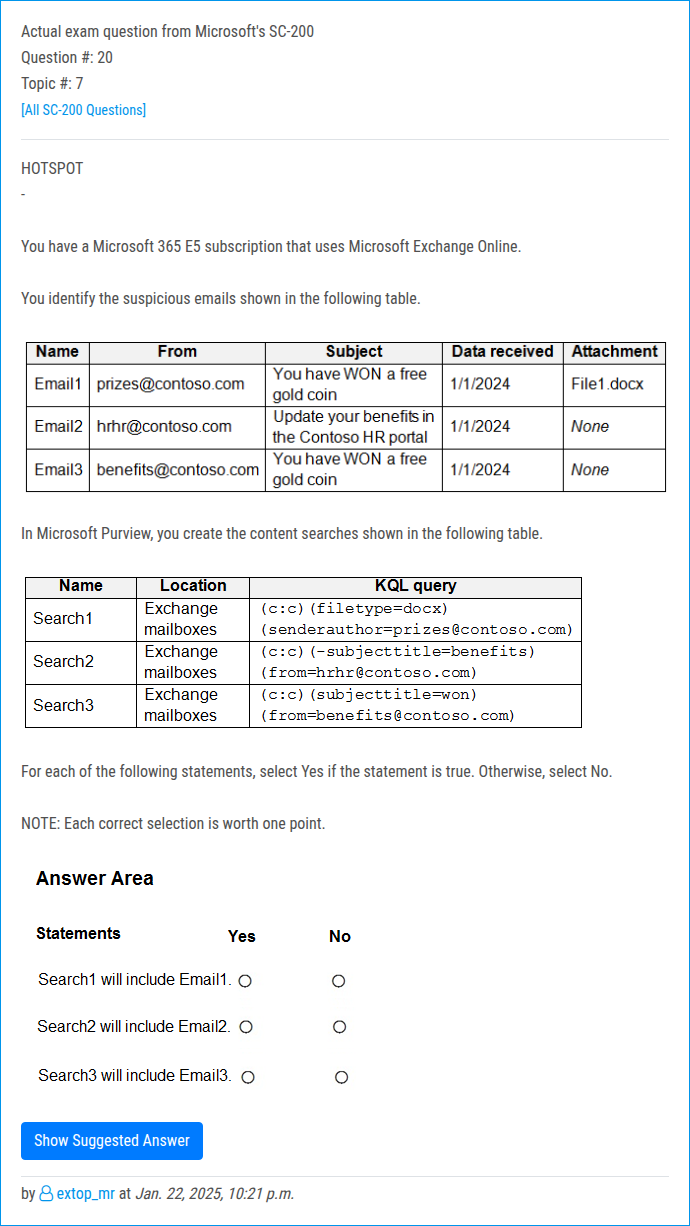 Actual exam question from Microsoft's SC-200
Question #: 20
Topic #: 7
[All SC-200 Questions]
HOTSPOT
-
You have a Microsoft 365 E5 subscription that uses Microsoft Exchange Online.
You identify the suspicious emails shown in the following table.
Name From Subject Data received Attachment
Email1 prizes@contoso.com You have WON a free gold coin 1/1/2024 File1.docx
Email2 hrhr@contoso.com Update your benefits in the Contoso HR portal 1/1/2024 None
Email3 benefits@contoso.com You have WON a free gold coin 1/1/2024 None
In Microsoft Purview, you create the content searches shown in the following table.
Name Location KQL query
Search1 Exchange mailboxes (c:c)(filetype=docx)(senderauthor=prizes@contoso.com)
Search2 Exchange mailboxes (c:c)(-subjecttitle=benefits)(from=hrhr@contoso.com)
Search3 Exchange mailboxes (c:c)(subjecttitle=won)(from=benefits@contoso.com)
For each of the following statements, select Yes if the statement is true. Otherwise, select No.
NOTE: Each correct selection is worth one point.
Answer Area
Statements Yes No
Search1 will include Email1.
Search2 will include Email2.
Search3 will include Email3.
Show Suggested Answer
by extop_mr at Jan. 22, 2025, 10:21 p.m.